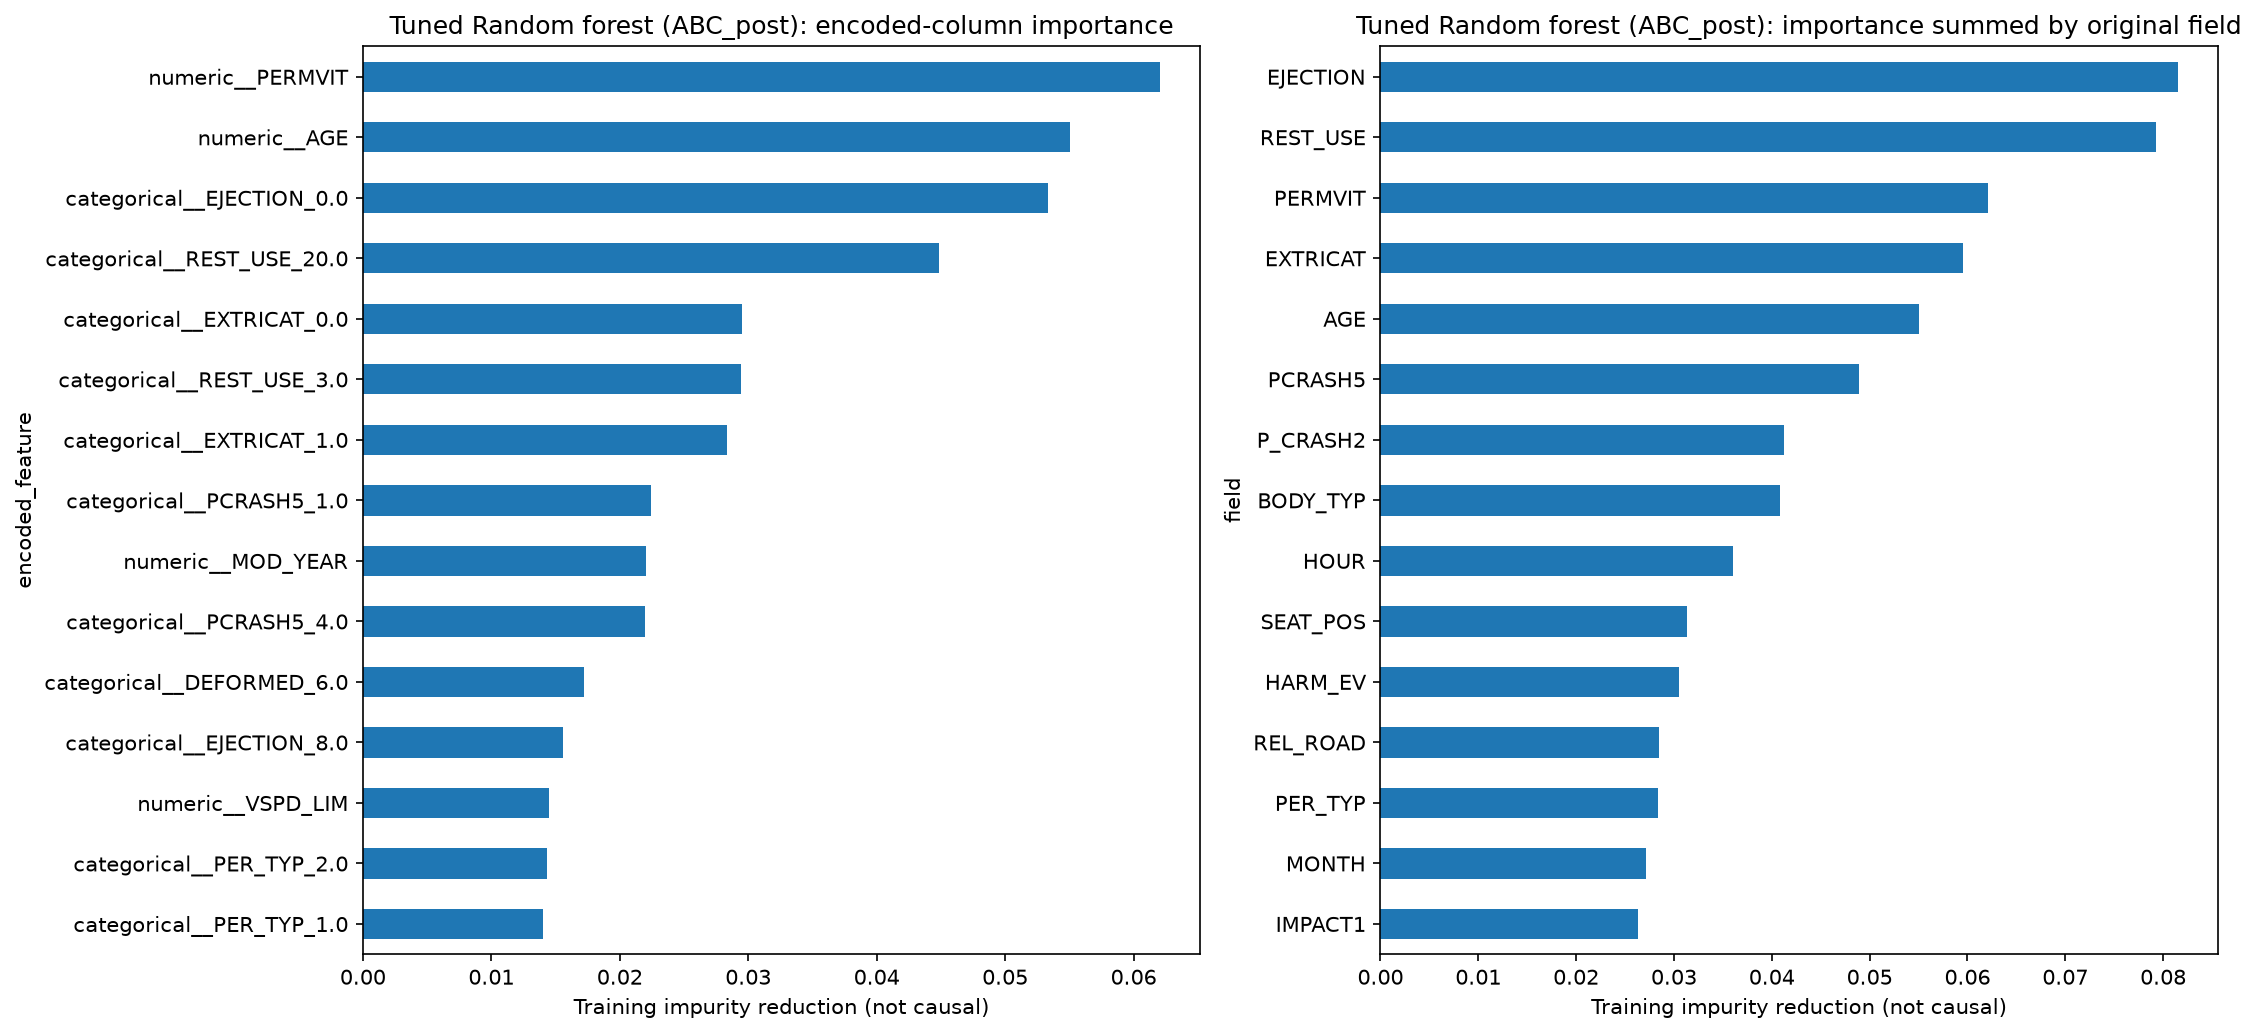 Tuned Random forest (ABC_post): encoded-column importance
encoded_feature
numeric__PERMVIT
numeric__AGE
categorical__EJECTION_0.0
categorical__REST_USE_20.0
categorical__EXTRICAT_0.0
categorical__REST_USE_3.0
categorical__EXTRICAT_1.0
categorical__PCRASH5_1.0
numeric__MOD_YEAR
categorical__PCRASH5_4.0
categorical__DEFORMED_6.0
categorical__EJECTION_8.0
numeric__VSPD_LIM
categorical__PER_TYP_2.0
categorical__PER_TYP_1.0
0.00 0.01 0.02 0.03 0.04 0.05 0.06
Training impurity reduction (not causal)
Tuned Random forest (ABC_post): importance summed by original field
field
EJECTION
REST_USE
PERMVIT
EXTRICAT
AGE
PCRASH5
P_CRASH2
BODY_TYP
HOUR
SEAT_POS
HARM_EV
REL_ROAD
PER_TYP
MONTH
IMPACT1
0.00 0.01 0.02 0.03 0.04 0.05 0.06 0.07 0.08
Training impurity reduction (not causal)